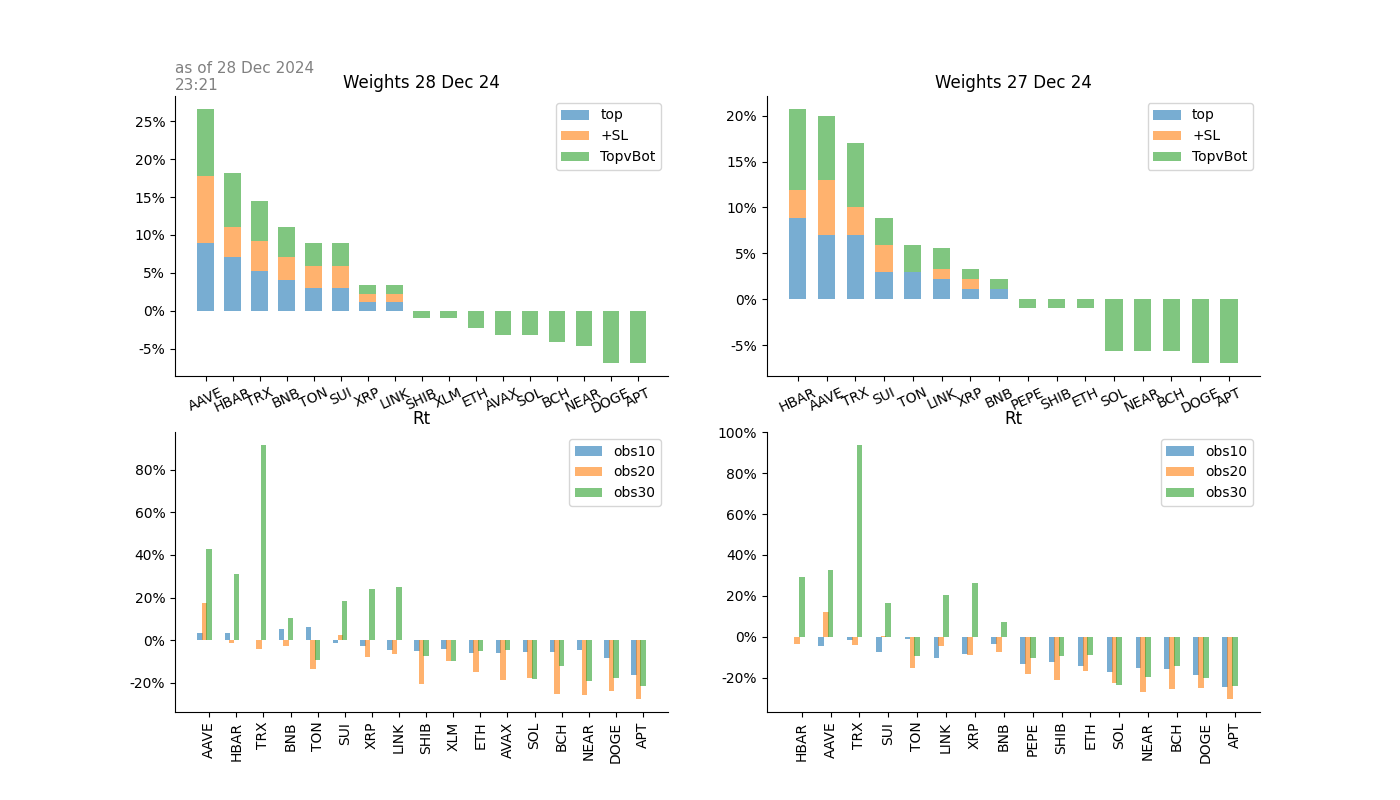 as of 28 Dec 2024
23:21
Weights 28 Dec 24
25%
20%
15%
10%
5%
0%
-5%
top
+SL
TopvBot
AAVE HBAR TRX BNB TON SUI XRP LINK SHIB XLM ETH AVAX SOL BCH NEAR DOGE APT
Weights 27 Dec 24
20%
15%
10%
5%
0%
-5%
top
+SL
TopvBot
HBAR AAVE TRX SUI TON LINK XRP BNB PEPE SHIB ETH SOL NEAR BCH DOGE APT
Rt
80%
60%
40%
20%
0%
-20%
obs10
obs20
obs30
AAVE HBAR TRX BNB TON SUI XRP LINK SHIB XLM ETH AVAX SOL BCH NEAR DOGE APT
Rt
100%
80%
60%
40%
20%
0%
-20%
obs10
obs20
obs30
HBAR AAVE TRX SUI TON LINK XRP BNB PEPE SHIB ETH SOL NEAR BCH DOGE APT